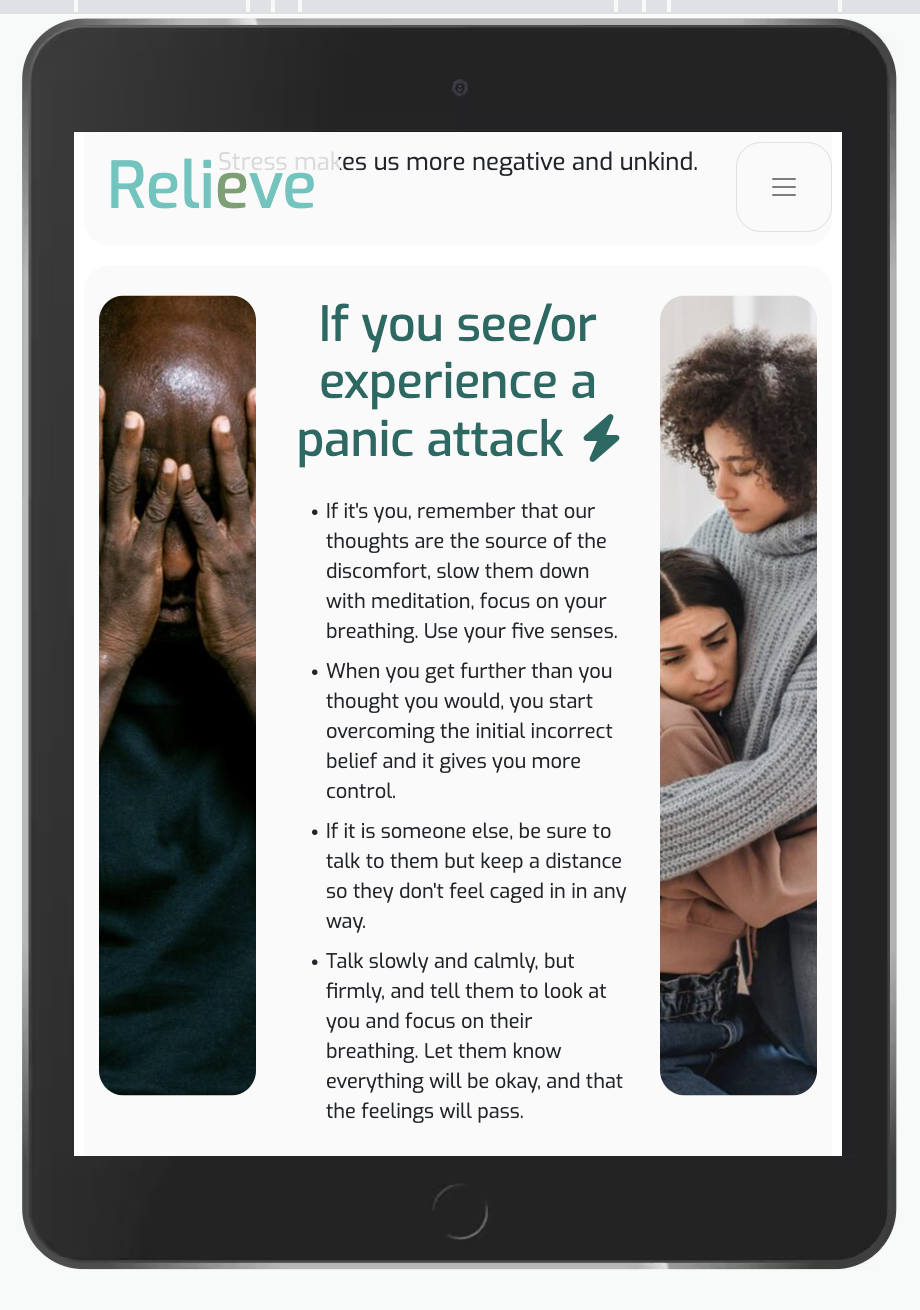 Stress makes us more negative and unkind.
Relieve
If you see/or
experience a
panic attack
• If it's you, remember that our
thoughts are the source of the
discomfort, slow them down
with meditation, focus on your
breathing. Use your five senses.
• When you get further than you
thought you would, you start
overcoming the initial incorrect
belief and it gives you more
control.
• If it is someone else, be sure to
talk to them but keep a distance
so they don't feel caged in in any
way.
• Talk slowly and calmly, but
firmly, and tell them to look at
you and focus on their
breathing. Let them know
everything will be okay, and that
the feelings will pass.